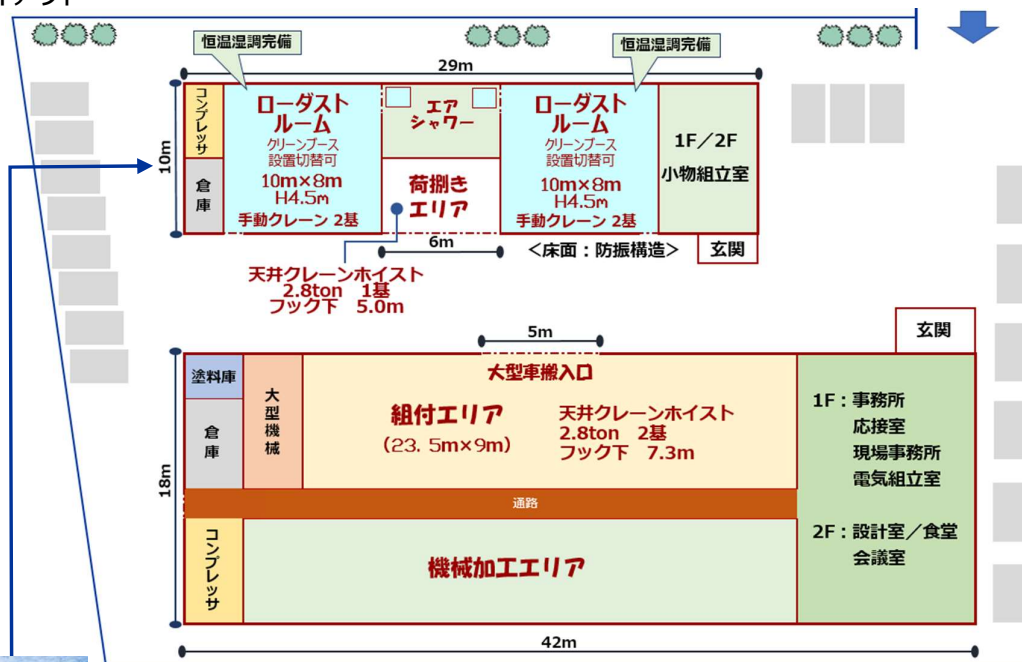 恒温湿調完備
恒温湿調完備
29m
10m
コンプレッサ
倉庫
ローダスト
ルーム
クリーンブース
設置切替可
10m×8m
H4.5m
手動クレーン 2基
エア
シャワー
荷捌き
エリア
ローダスト
ルーム
クリーンブース
設置切替可
10m×8m
H4.5m
手動クレーン 2基
1F／2F
小物組立室
6m
＜床面：防振構造＞
玄関
天井クレーンホイスト
2.8ton 1基
フック下 5.0m
玄関
5m
18m
塗料庫
倉庫
大型機械
大型車搬入口
組付エリア
（23. 5m×9m）
天井クレーンホイスト
2.8ton 2基
フック下 7.3m
通路
コンプレッサ
機械加工エリア
1F：事務所
応接室
現場事務所
電気組立室
2F：設計室／食堂
会議室
42m